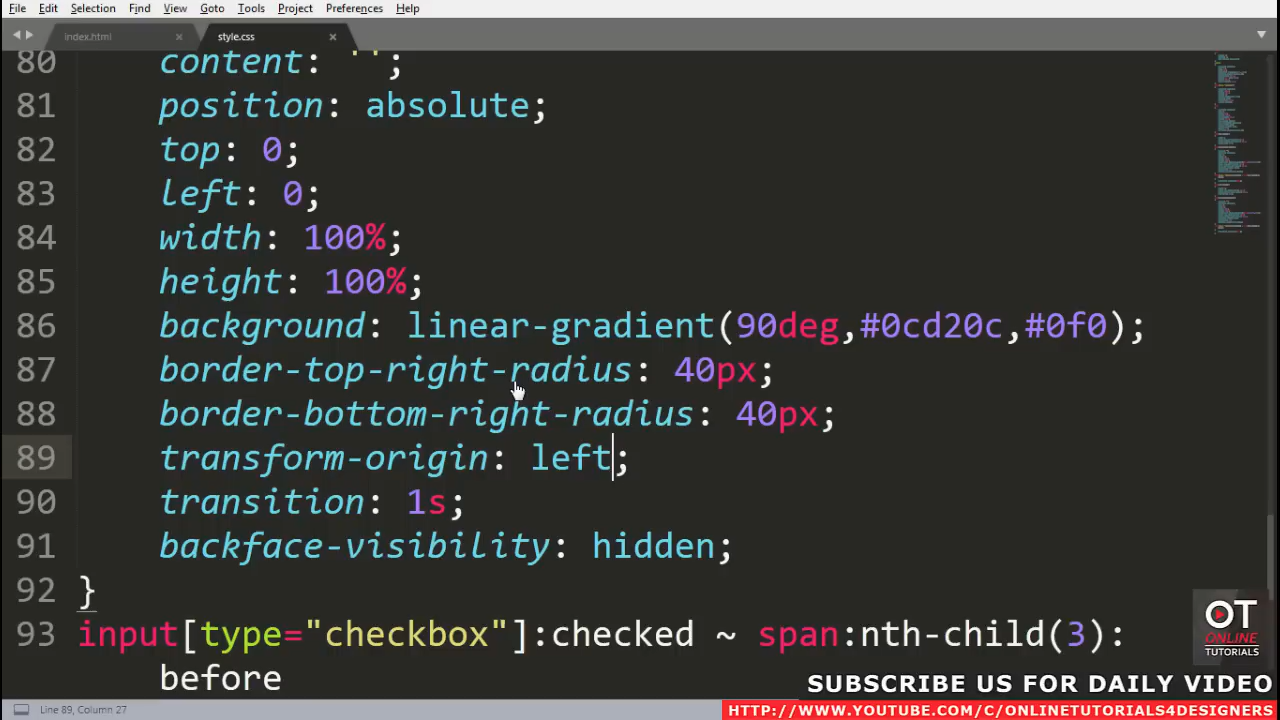 File Edit Selection Find View Goto Tools Project Preferences Help
index.html × style.css ×
80 content: '';
81 position: absolute;
82 top: 0;
83 left: 0;
84 width: 100%;
85 height: 100%;
86 background: linear-gradient(90deg,#0cd20c,#0f0);
87 border-top-right-radius: 40px;
88 border-bottom-right-radius: 40px;
89 transform-origin: left;
90 transition: 1s;
91 backface-visibility: hidden;
92 }
93 input[type="checkbox"]:checked ~ span:nth-child(3):
before
OT
ONLINE
TUTORIALS
SUBSCRIBE US FOR DAILY VIDEO
Line 89, Column 27
HTTP://WWW.YOUTUBE.COM/C/ONLINETUTORIALS4DESIGNERS